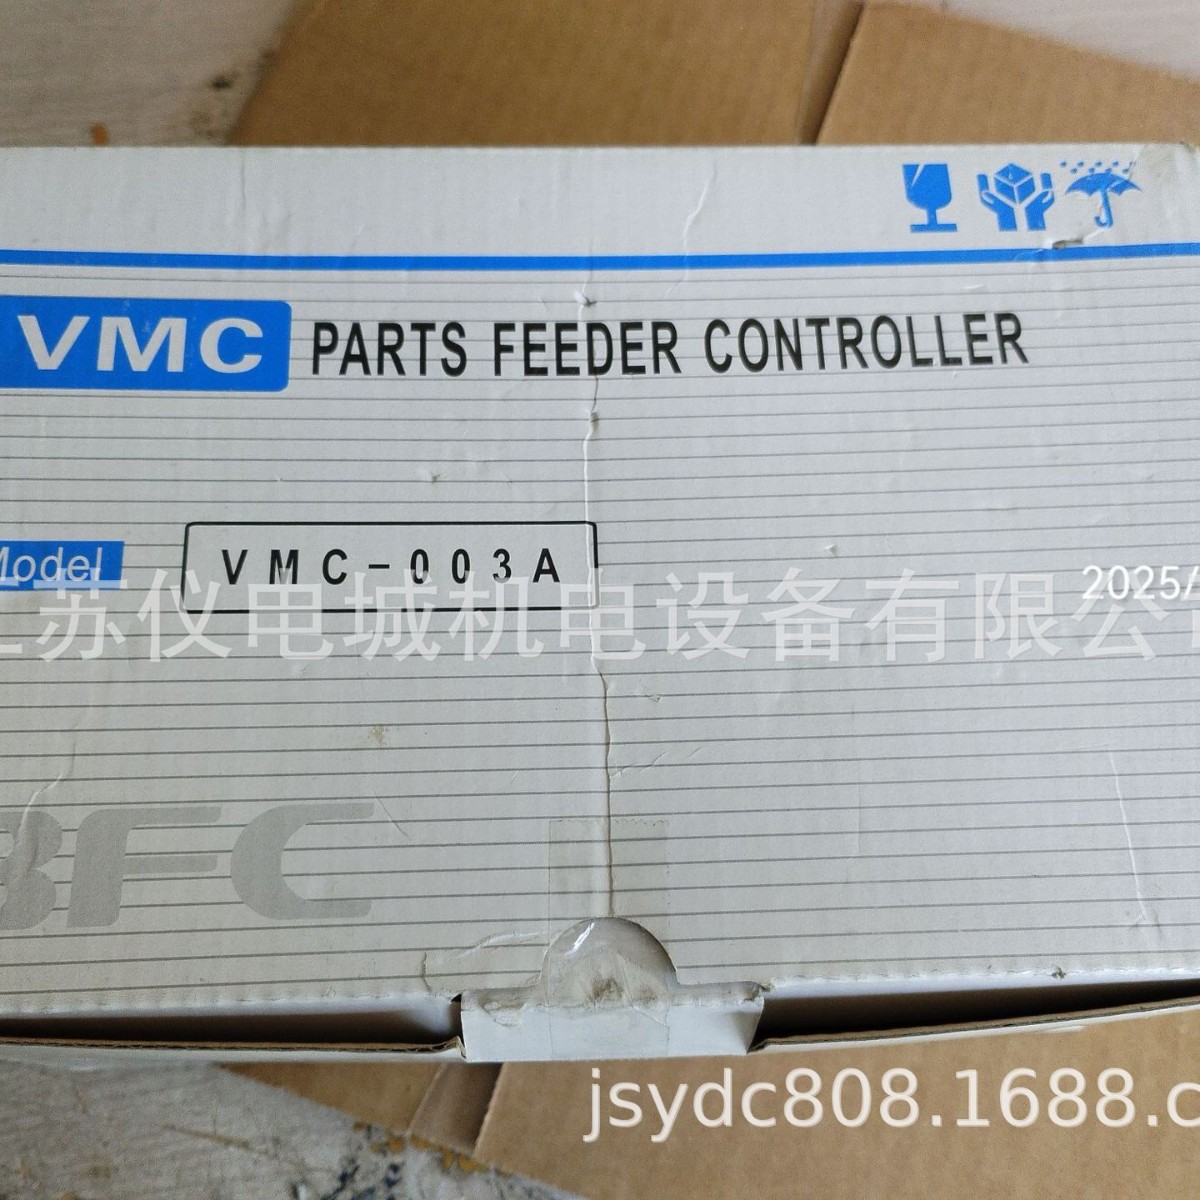 VMC PARTS FEEDER CONTROLLER
Model VMC-003A
2025/
江苏仪电城机电设备有限公
BFC
jsydc808.1688.c